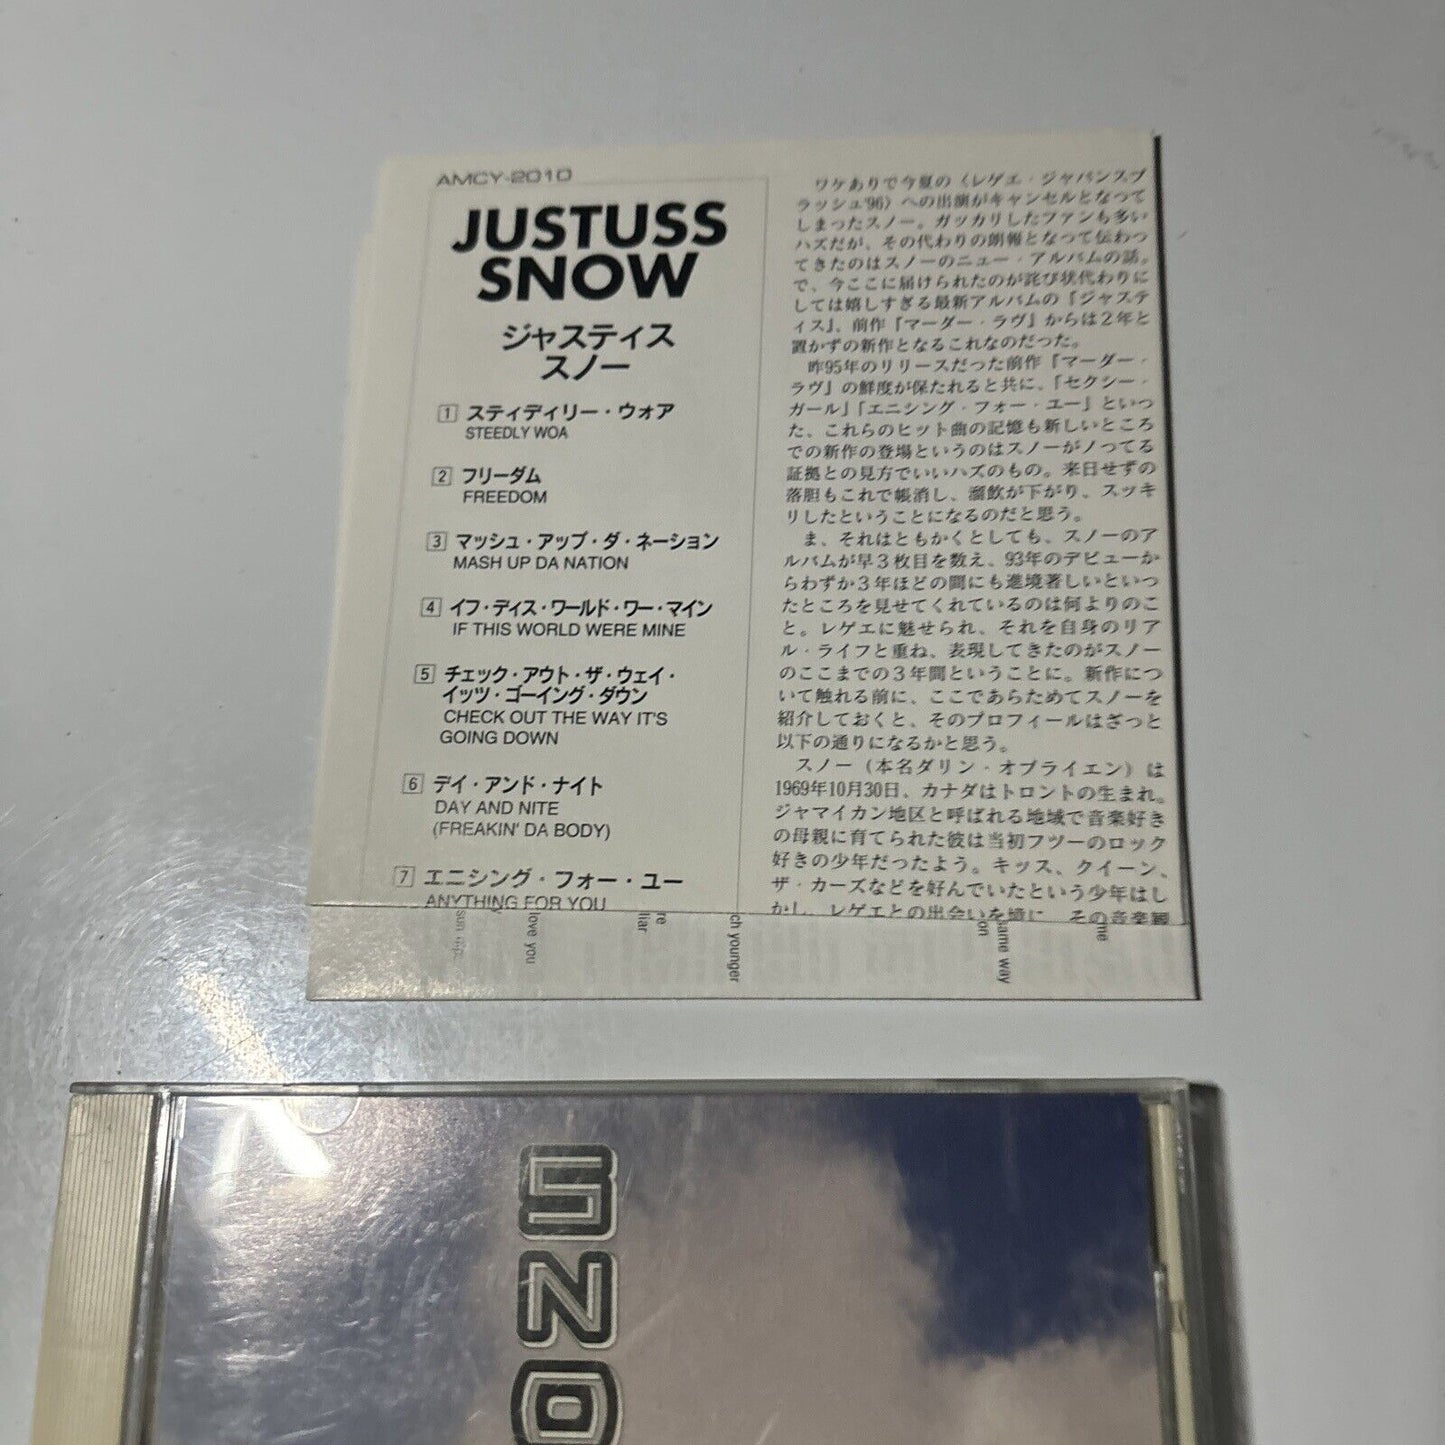 AMCY-2010
JUSTUSS
SNOW
ジャスティス
スノー
1 スティディリー・ウォア
STEEDLY WOA
2 フリーダム
FREEDOM
3 マッシュ・アップ・ダ・ネーション
MASH UP DA NATION
4 イフ・ディス・ワールド・ワー・マイン
IF THIS WORLD WERE MINE
5 チェック・アウト・ザ・ウェイ・
イッツ・ゴーイング・ダウン
CHECK OUT THE WAY IT'S
GOING DOWN
6 デイ・アンド・ナイト
DAY AND NITE
(FREAKIN' DA BODY)
7 エニシング・フォー・ユー
ANYTHING FOR YOU
ワケありで今夏の〈レゲエ・ジャパンスプ
ラッシュ'96〉への出演がキャンセルとなって
しまったスノー。ガッカリしたファンも多い
ハズだが、その代わりの朗報となって伝わっ
てきたのはスノーのニュー・アルバムの話。
で、今ここに届けられたのが詫び状代わりに
しては嬉しすぎる最新アルバムの『ジャステ
ィス』、前作『マーダー・ラヴ』からは２年と
置かずの新作となるこれなのだった。
昨95年のリリースだった前作『マーダー・
ラヴ』の鮮度が保たれると共に、「セクシー・
ガール」「エニシング・フォー・ユー」といっ
た、これらのヒット曲の記憶も新しいところ
での新作の登場というのはスノーがノってる
証拠との見方でいいハズのもの。来日せずの
落胆もこれで帳消し、溜飲が下がり、スッキ
リしたということになるのだと思う。
ま、それはともかくとしても、スノーのア
ルバムが早３枚目を数え、93年のデビューか
らわずか３年ほどの間にも進境著しいといっ
たところを見せてくれているのは何よりのこ
と。レゲエに魅せられ、それを自身のリア
ル・ライフと重ね、表現してきたのがスノー
のここまでの３年間ということに。新作につ
いて触れる前に、ここであらためてスノーを
紹介しておくと、そのプロフィールはざっと
以下の通りになるかと思う。
スノー（本名ダリン・オブライエン）は
1969年10月30日、カナダはトロントの生まれ。
ジャマイカン地区と呼ばれる地域で音楽好き
の母親に育てられた彼は当初フツーのロック
好きの少年だったよう。キッス、クイーン、
ザ・カーズなどを好んでいたという少年はし
かし、レゲエとの出会いを境に、その音楽観
love you
re
liar
ch younger
same way
on
me
SNO